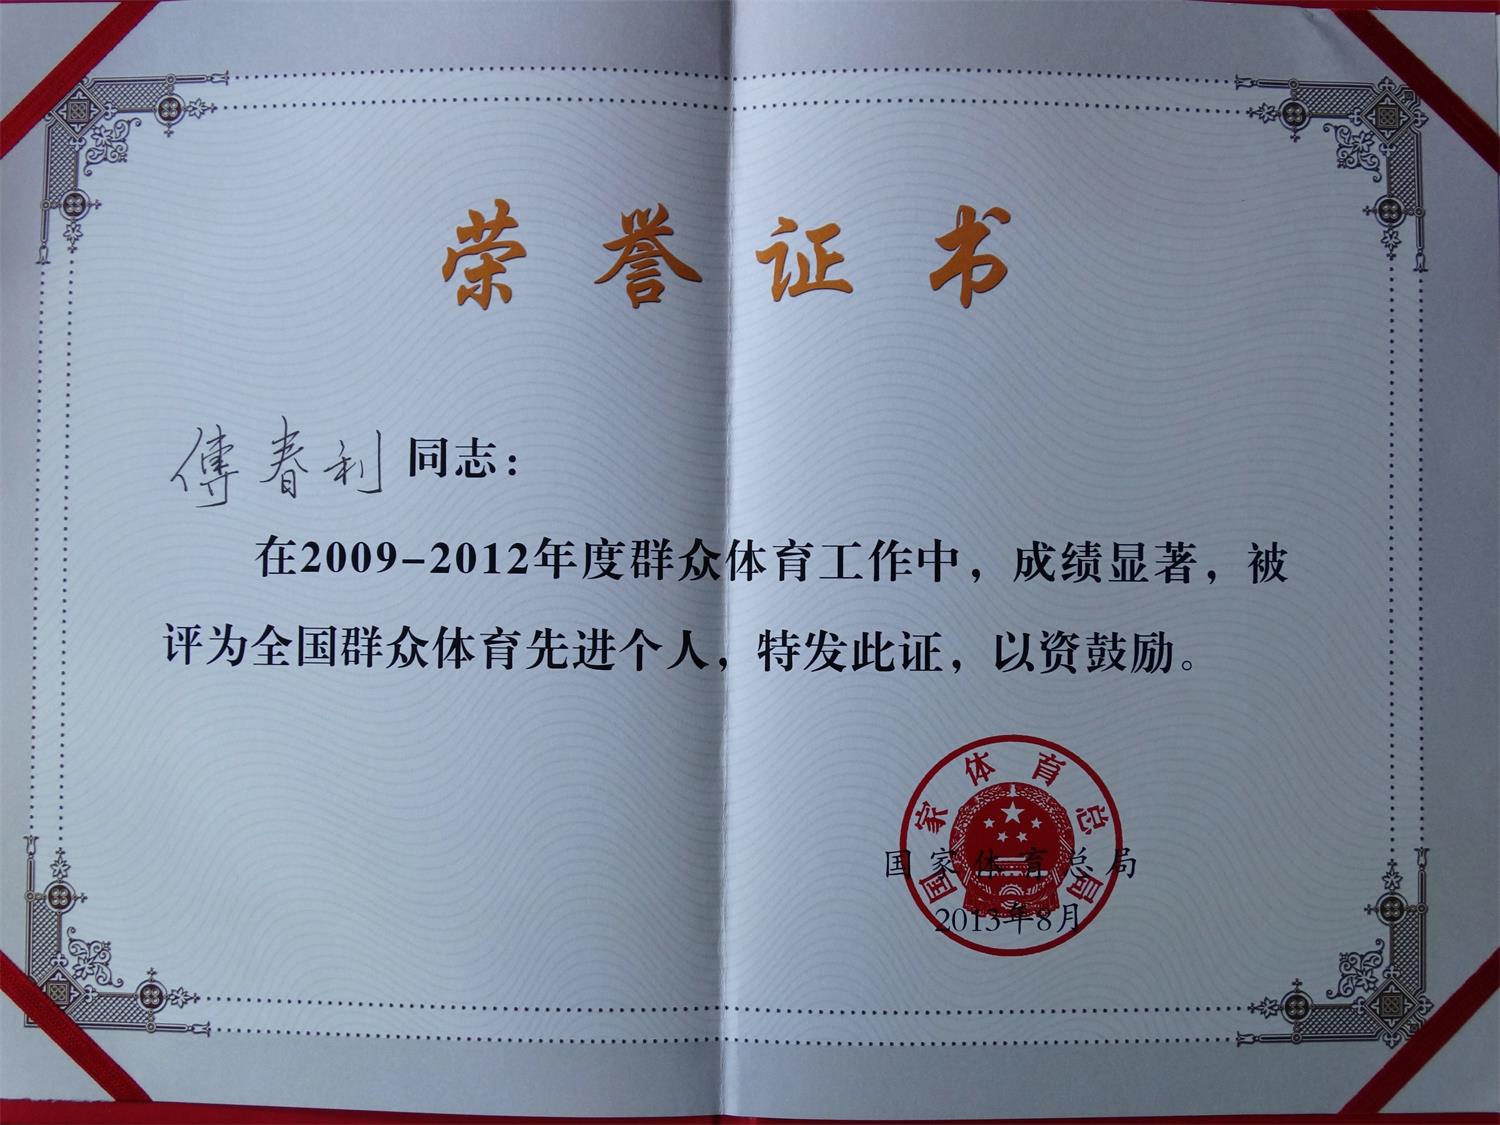 荣誉证书
傅春利同志：
在2009-2012年度群众体育工作中，成绩显著，被
评为全国群众体育先进个人，特发此证，以资鼓励。
国家体育总局
国家体育总局
2013年8月